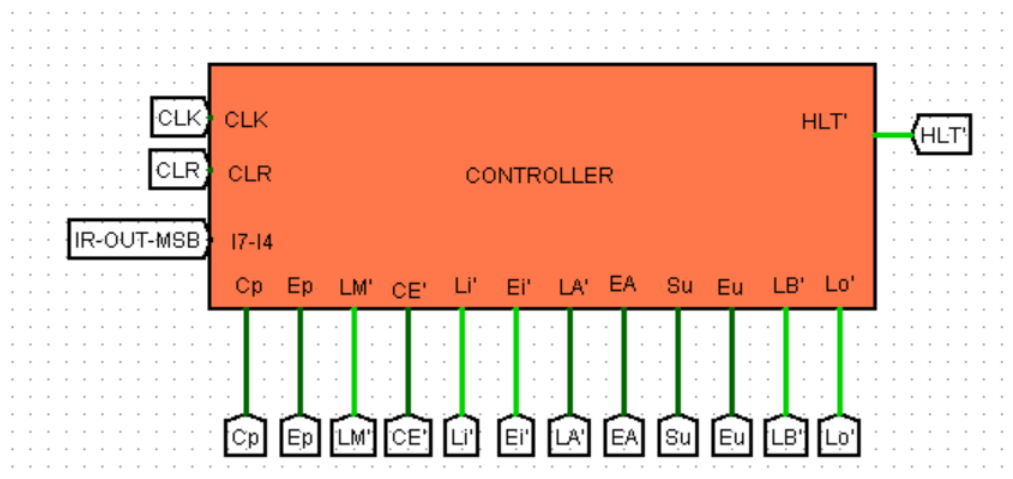 CLK CLK HLT' HLT'
CLR CLR CONTROLLER
IR-OUT-MSB I7-I4
Cp Ep LM' CE' Li' Ei' LA' EA Su Eu LB' Lo'
Cp Ep LM' CE' Li' Ei' LA' EA Su Eu LB' Lo'